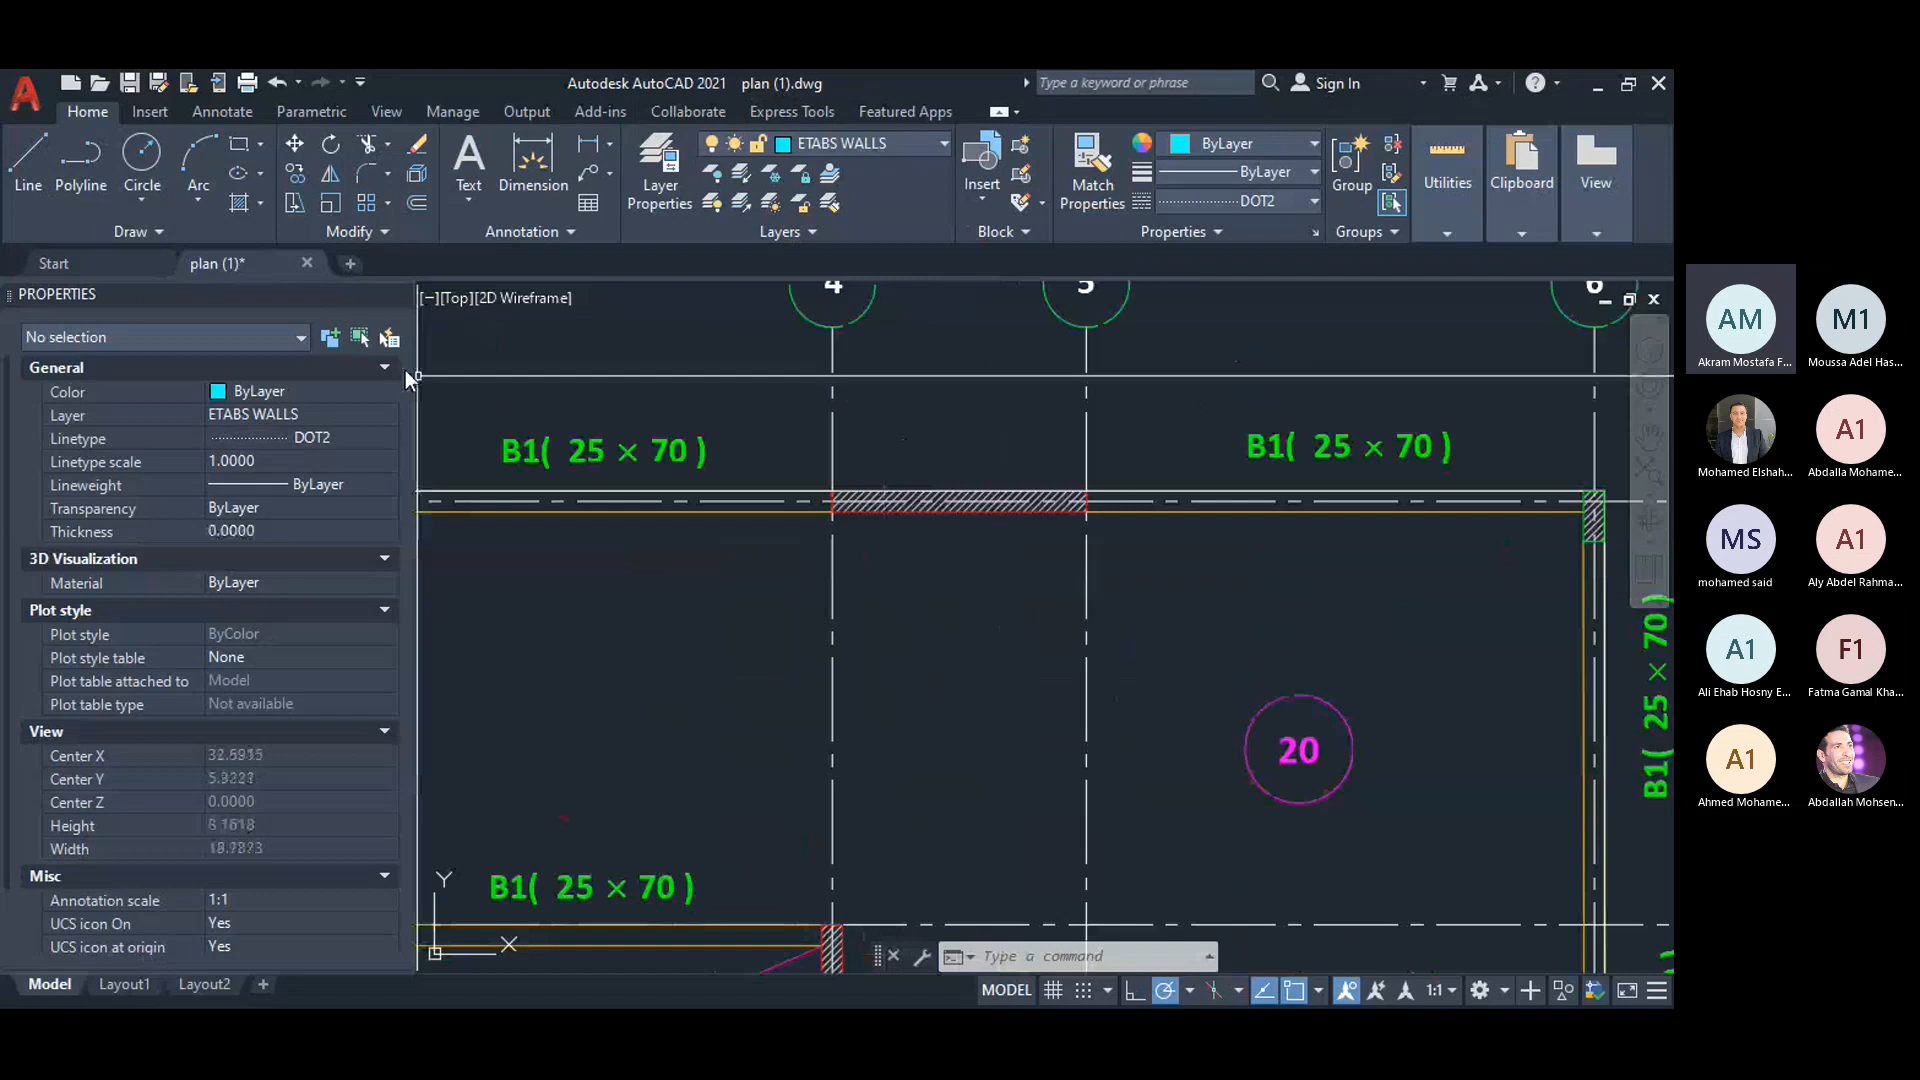 Autodesk AutoCAD 2021 plan (1).dwg
Type a keyword or phrase
Sign In
Home Insert Annotate Parametric View Manage Output Add-ins Collaborate Express Tools Featured Apps
ETABS WALLS
ByLayer
ByLayer
DOT2
Line Polyline Circle Arc
Text Dimension
Layer Properties
Insert
Match Properties
Group
Utilities
Clipboard
View
Draw
Modify
Annotation
Layers
Block
Properties
Groups
Start
plan (1)*
PROPERTIES
[−][Top][2D Wireframe]
4
5
6
No selection
General
Color ByLayer
Layer ETABS WALLS
Linetype DOT2
Linetype scale 1.0000
Lineweight ByLayer
Transparency ByLayer
Thickness 0.0000
3D Visualization
Material ByLayer
Plot style
Plot style ByColor
Plot style table None
Plot table attached to Model
Plot table type Not available
View
Center X
Center Y
Center Z 0.0000
Height
Width
Misc
Annotation scale 1:1
UCS icon On Yes
UCS icon at origin Yes
B1( 25 × 70 )
B1( 25 × 70 )
B1( 25 × 70 )
20
B1( 25 × 70 )
Y
X
Type a command
Model Layout1 Layout2
MODEL
1:1
AM
Akram Mostafa F...
M1
Moussa Adel Has...
Mohamed Elshah...
A1
Abdalla Mohame...
MS
mohamed said
A1
Aly Abdel Rahma...
A1
Ali Ehab Hosny E...
F1
Fatma Gamal Kha...
A1
Ahmed Mohame...
Abdallah Mohsen...